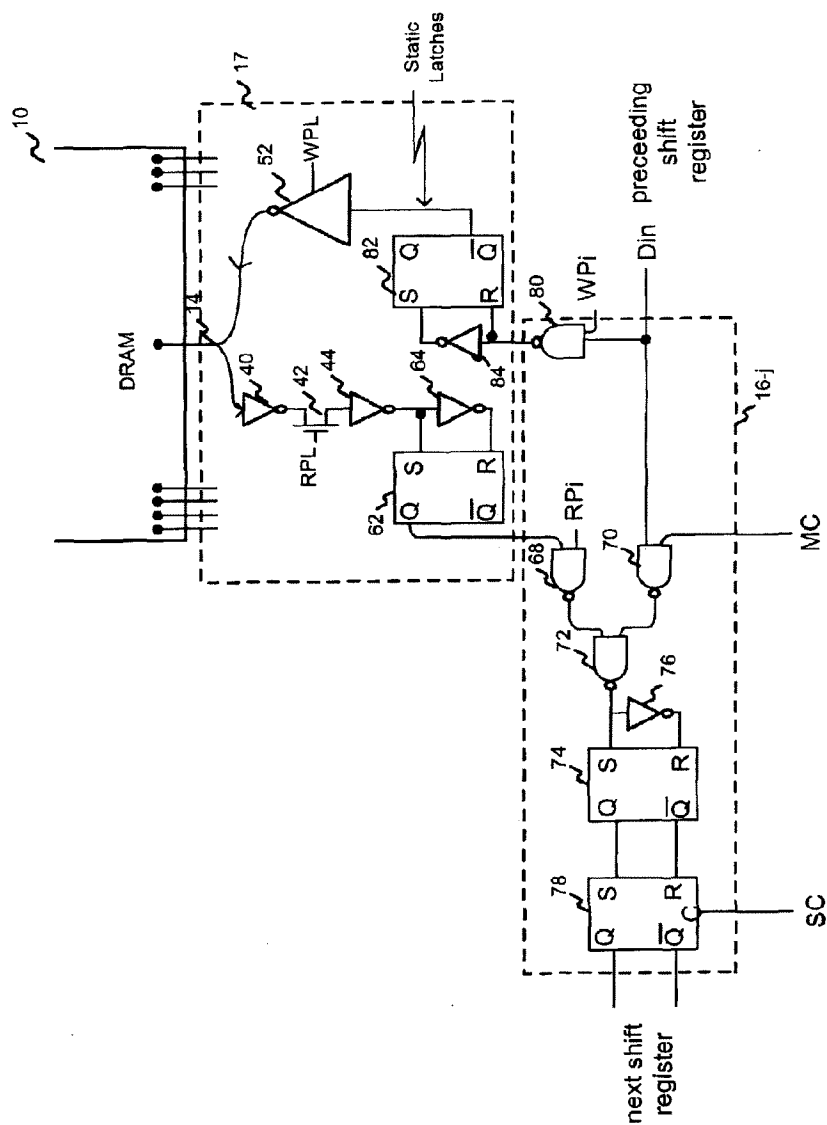 10
DRAM
14
17
40
42
RPL
44
52
WPL
64
S
R
Q
Q
62
82
S
Q
R
Q
84
Static
Latches
80
WPi
Din
preceeding
shift
register
16-j
68
RPi
70
MC
72
76
74
S
Q
R
Q
78
S
Q
R
Q
C
SC
next shift
register